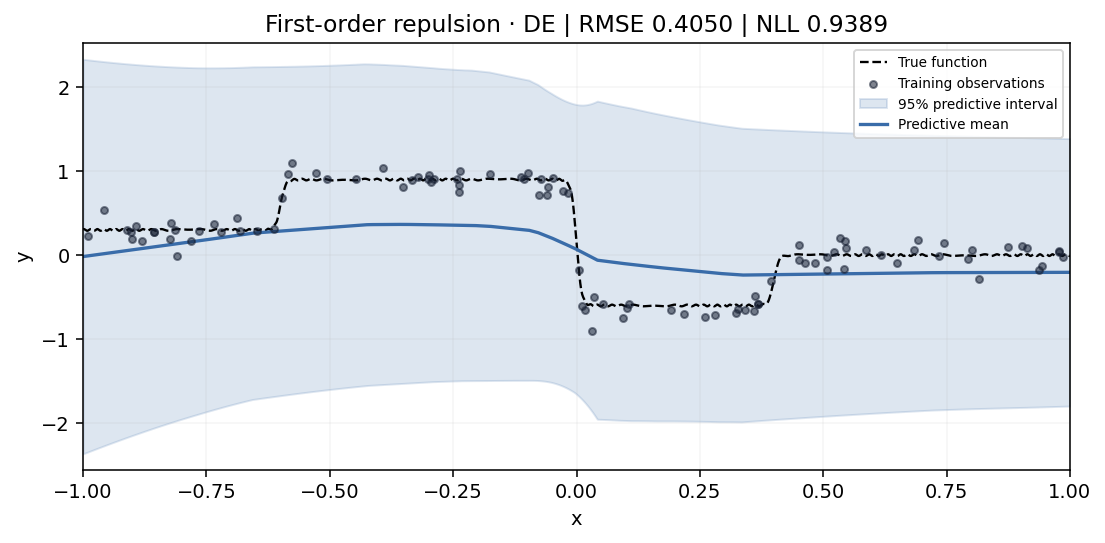 First-order repulsion · DE | RMSE 0.4050 | NLL 0.9389
True function
Training observations
95% predictive interval
Predictive mean
y
2
1
0
−1
−2
−1.00 −0.75 −0.50 −0.25 0.00 0.25 0.50 0.75 1.00
x